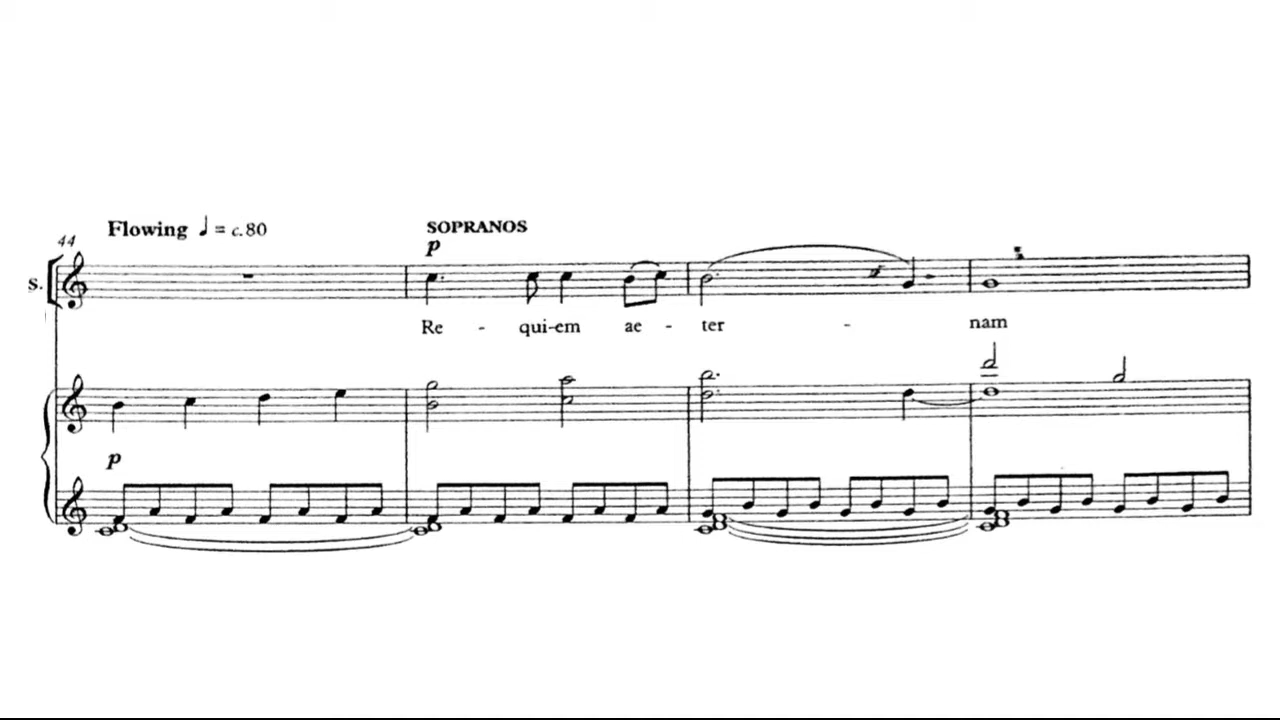 Flowing ♩ = c.80
SOPRANOS
44
p
S.
Re - qui-em ae - ter - nam
p